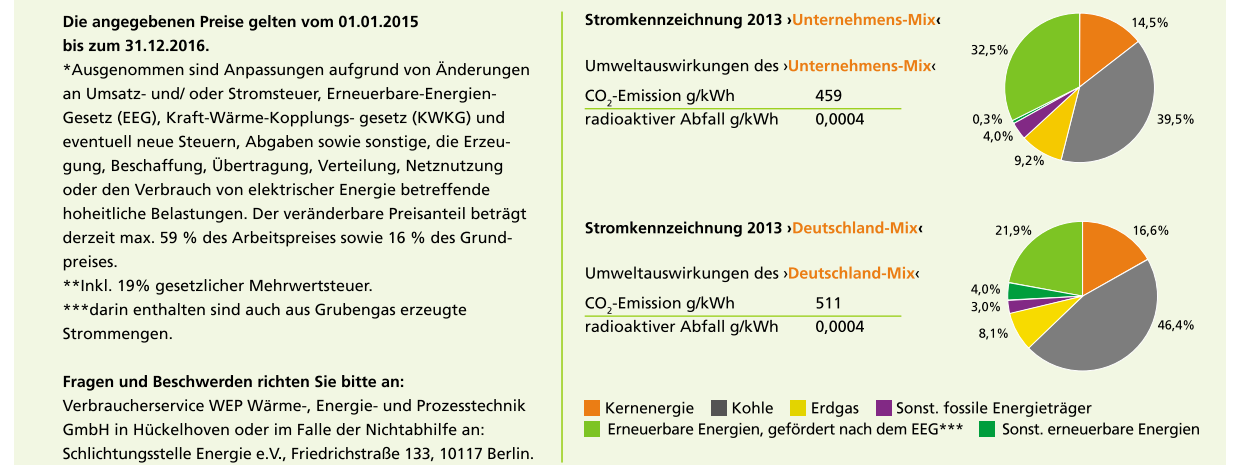 Die angegebenen Preise gelten vom 01.01.2015
bis zum 31.12.2016.
*Ausgenommen sind Anpassungen aufgrund von Änderungen
an Umsatz- und/ oder Stromsteuer, Erneuerbare-Energien-
Gesetz (EEG), Kraft-Wärme-Kopplungs- gesetz (KWKG) und
eventuell neue Steuern, Abgaben sowie sonstige, die Erzeu-
gung, Beschaffung, Übertragung, Verteilung, Netznutzung
oder den Verbrauch von elektrischer Energie betreffende
hoheitliche Belastungen. Der veränderbare Preisanteil beträgt
derzeit max. 59 % des Arbeitspreises sowie 16 % des Grund-
preises.
**Inkl. 19% gesetzlicher Mehrwertsteuer.
***darin enthalten sind auch aus Grubengas erzeugte
Strommengen.
Fragen und Beschwerden richten Sie bitte an:
Verbraucherservice WEP Wärme-, Energie- und Prozesstechnik
GmbH in Hückelhoven oder im Falle der Nichtabhilfe an:
Schlichtungsstelle Energie e.V., Friedrichstraße 133, 10117 Berlin.
Stromkennzeichnung 2013 ›Unternehmens-Mix‹
Umweltauswirkungen des ›Unternehmens-Mix‹
CO2-Emission g/kWh 459
radioaktiver Abfall g/kWh 0,0004
14,5%
39,5%
9,2%
4,0%
0,3%
32,5%
Stromkennzeichnung 2013 ›Deutschland-Mix‹
Umweltauswirkungen des ›Deutschland-Mix‹
CO2-Emission g/kWh 511
radioaktiver Abfall g/kWh 0,0004
16,6%
46,4%
8,1%
3,0%
4,0%
21,9%
Kernenergie Kohle Erdgas Sonst. fossile Energieträger
Erneuerbare Energien, gefördert nach dem EEG*** Sonst. erneuerbare Energien